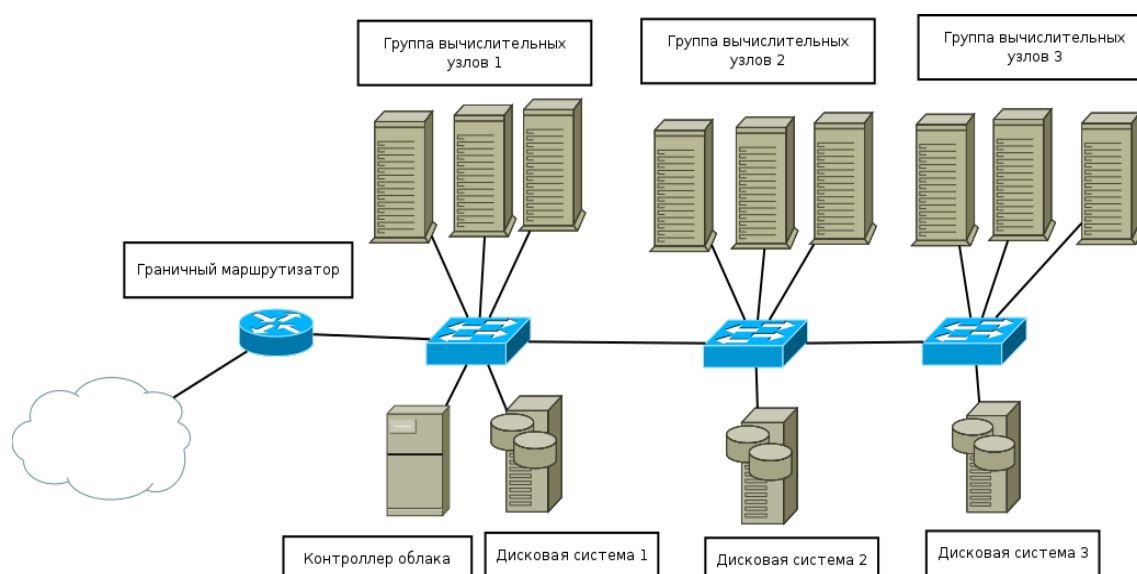 Группа вычислительных
узлов 1
Группа вычислительных
узлов 2
Группа вычислительных
узлов 3
Граничный маршрутизатор
Контроллер облака
Дисковая система 1
Дисковая система 2
Дисковая система 3